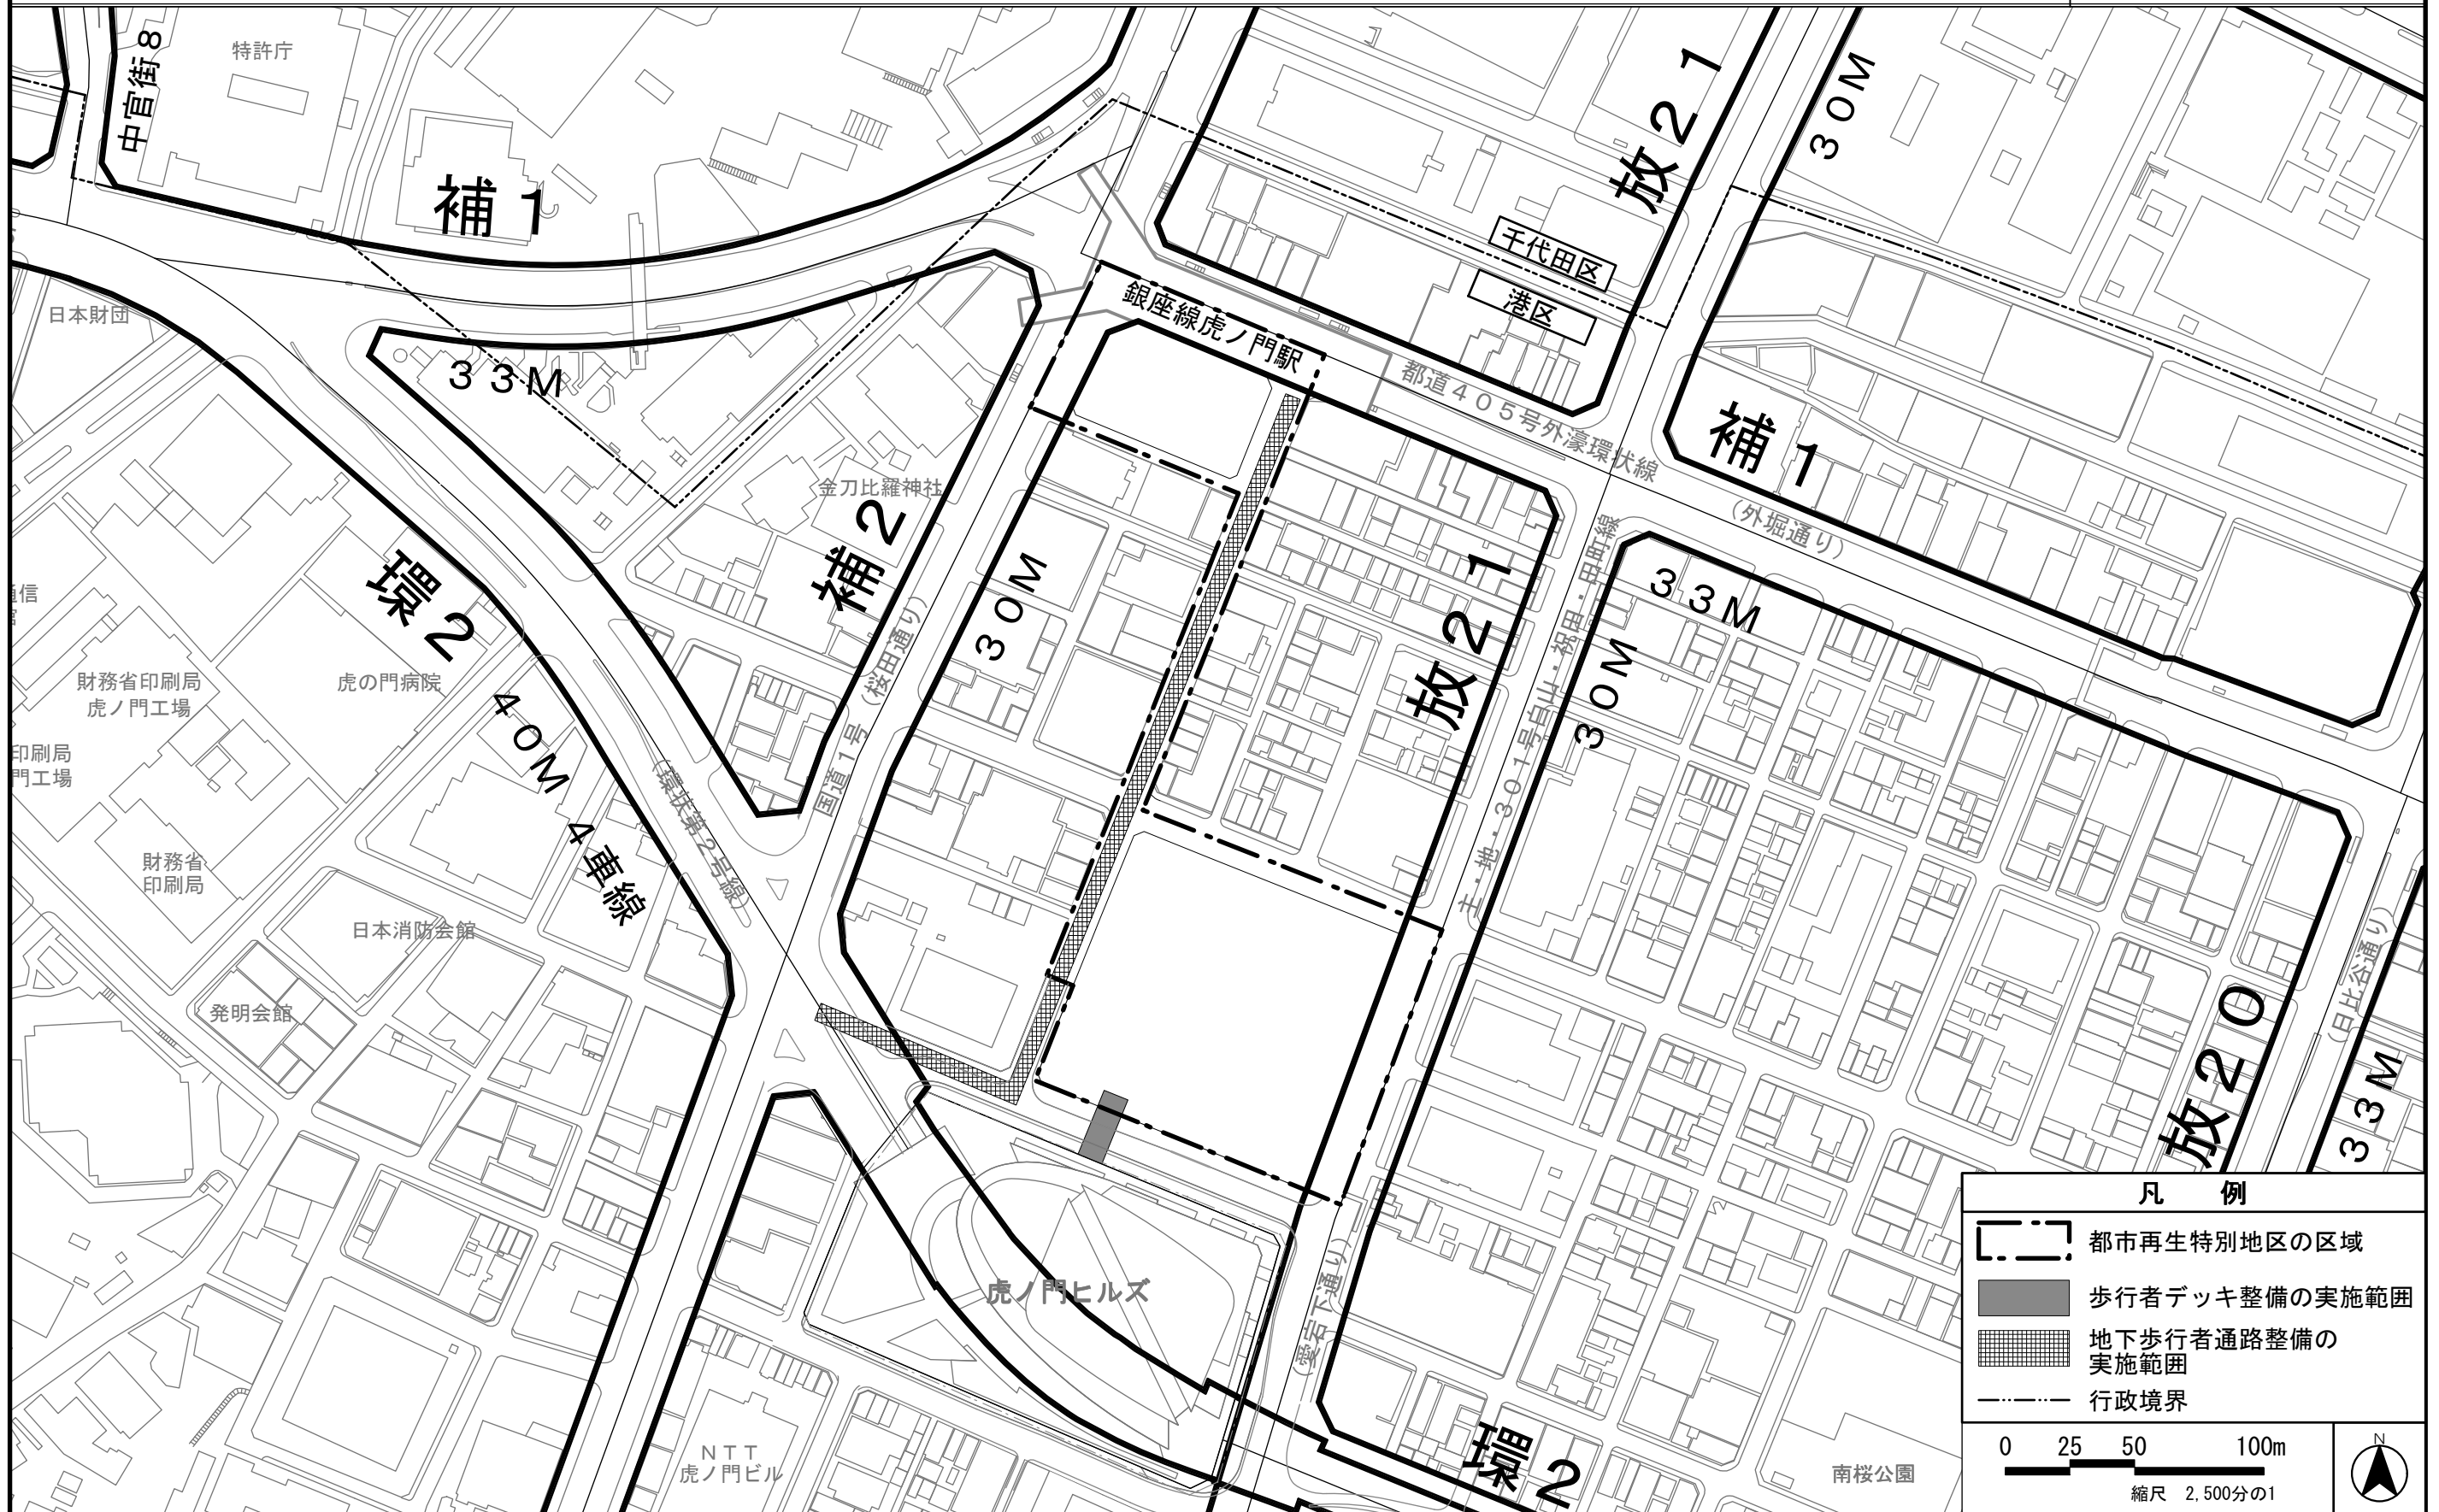 中官街8
特許庁
補1
放21
30M
千代田区
港区
銀座線虎ノ門駅
日本財団
33M
都道405号外濠環状線
補1
(外堀通り)
金刀比羅神社
補2
環2
30M
放21
33M
30M
主・地・301号白山・祝田・田町線
国道1号(桜田通り)
財務省印刷局
虎ノ門工場
虎の門病院
40M
4車線
(環状第2号線)
印刷局
門工場
財務省
印刷局
日本消防会館
発明会館
(日比谷通り)
放20
33M
虎ノ門ヒルズ
(愛宕下通り)
NTT
虎ノ門ビル
環2
南桜公園
凡 例
都市再生特別地区の区域
歩行者デッキ整備の実施範囲
地下歩行者通路整備の
実施範囲
行政境界
0 25 50 100m
縮尺 2,500分の1
N